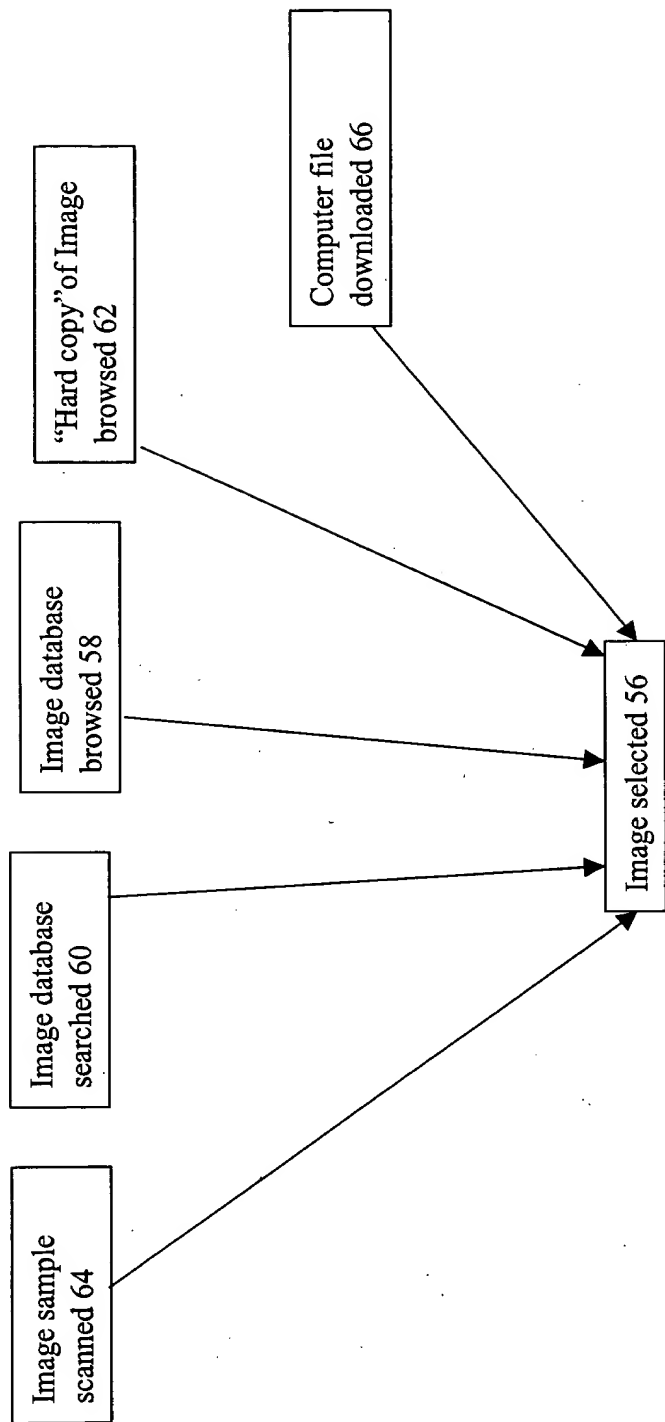 Image sample
scanned 64
Image database
searched 60
Image database
browsed 58
“Hard copy”of Image
browsed 62
Computer file
downloaded 66
Image selected 56